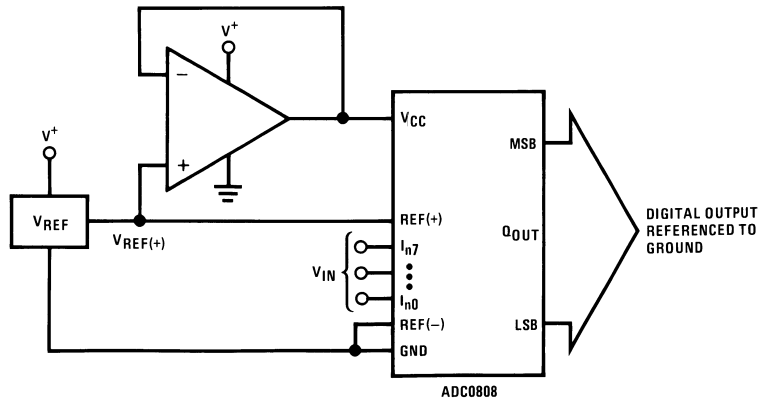 V+
−
+
V+
VREF
VREF(+)
VCC
REF(+)
VIN
In7
In0
REF(−)
GND
MSB
QOUT
LSB
DIGITAL OUTPUT
REFERENCED TO
GROUND
ADC0808